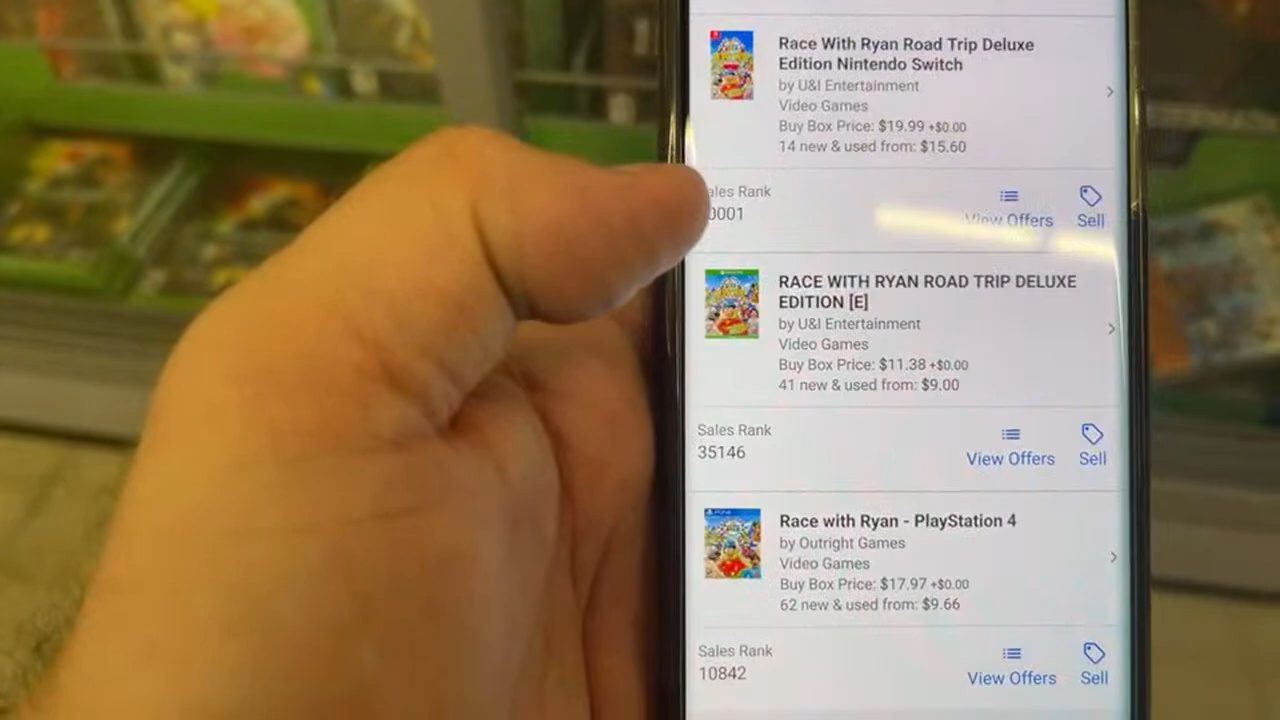 Race With Ryan Road Trip Deluxe
Edition Nintendo Switch
by U&I Entertainment
Video Games
Buy Box Price: $19.99 +$0.00
14 new & used from: $15.60
ales Rank
0001
View Offers
Sell
RACE WITH RYAN ROAD TRIP DELUXE
EDITION [E]
by U&I Entertainment
Video Games
Buy Box Price: $11.38 +$0.00
41 new & used from: $9.00
Sales Rank
35146
View Offers
Sell
Race with Ryan - PlayStation 4
by Outright Games
Video Games
Buy Box Price: $17.97 +$0.00
62 new & used from: $9.66
Sales Rank
10842
View Offers
Sell